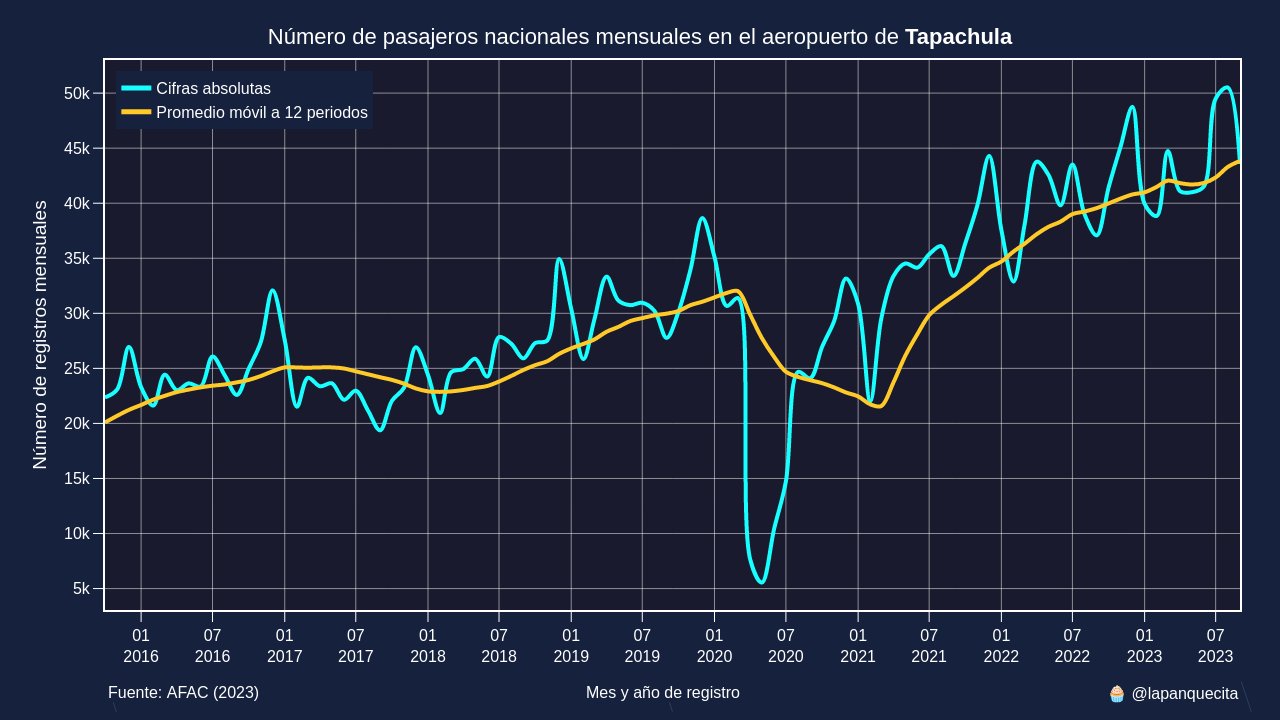 Número de pasajeros nacionales mensuales en el aeropuerto de Tapachula
Cifras absolutas
Promedio móvil a 12 periodos
Número de registros mensuales
50k
45k
40k
35k
30k
25k
20k
15k
10k
5k
01 07 01 07 01 07 01 07 01 07 01 07 01 07 01 07
2016 2016 2017 2017 2018 2018 2019 2019 2020 2020 2021 2021 2022 2022 2023 2023
Fuente: AFAC (2023)
Mes y año de registro
🧁 @lapanquecita